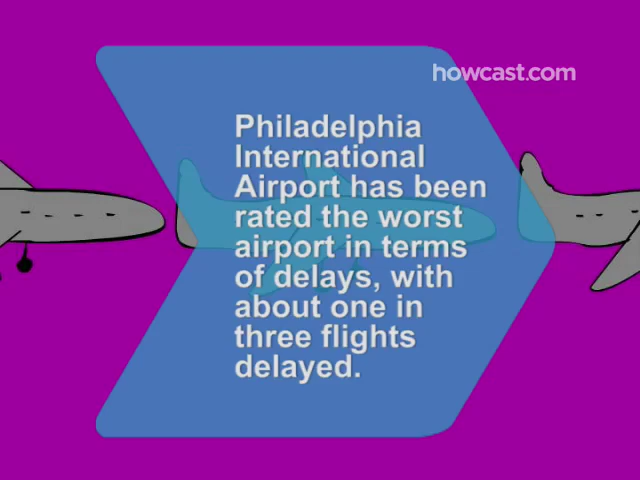 howcast.com
Philadelphia
International
Airport has been
rated the worst
airport in terms
of delays, with
about one in
three flights
delayed.